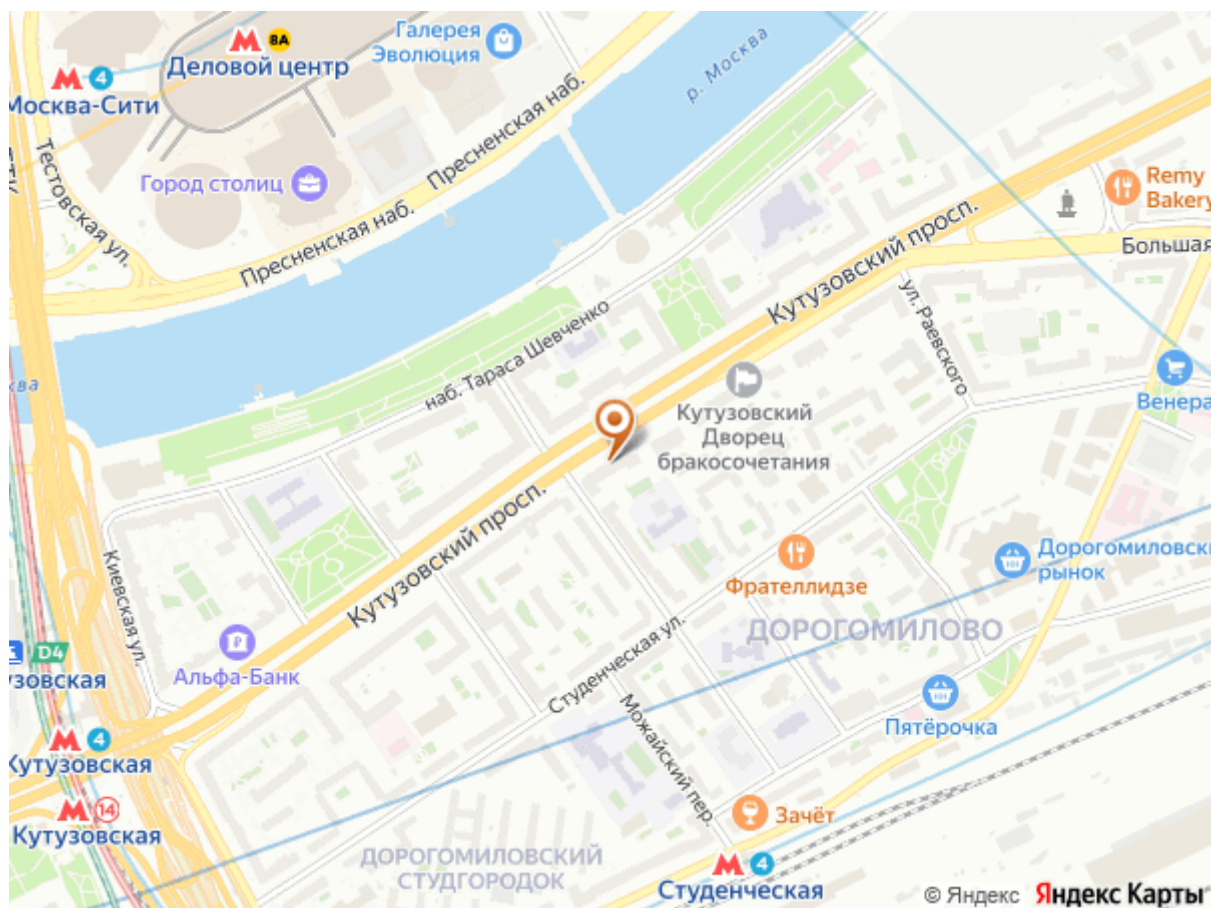 Галерея
Эволюция
8А
Деловой центр
4
Москва-Сити
р. Москва
Пресненская наб.
Тестовская ул.
Город столиц
Пресненская наб.
Remy
Bakery
Кутузовский просп.
Большая
ул. Раевского
наб. Тараса Шевченко
Венера
Кутузовский
Дворец
бракосочетания
Кутузовский просп.
Киевская ул.
Дорогомиловски
рынок
Фрателлидзе
ДОРОГОМИЛОВО
D4
узовская
Альфа-Банк
Студенческая ул.
Можайский пер.
Пятёрочка
4
Кутузовская
14
Кутузовская
Зачёт
ДОРОГОМИЛОВСКИЙ
СТУДГОРОДОК
4
Студенческая
© Яндекс Яндекс Карты